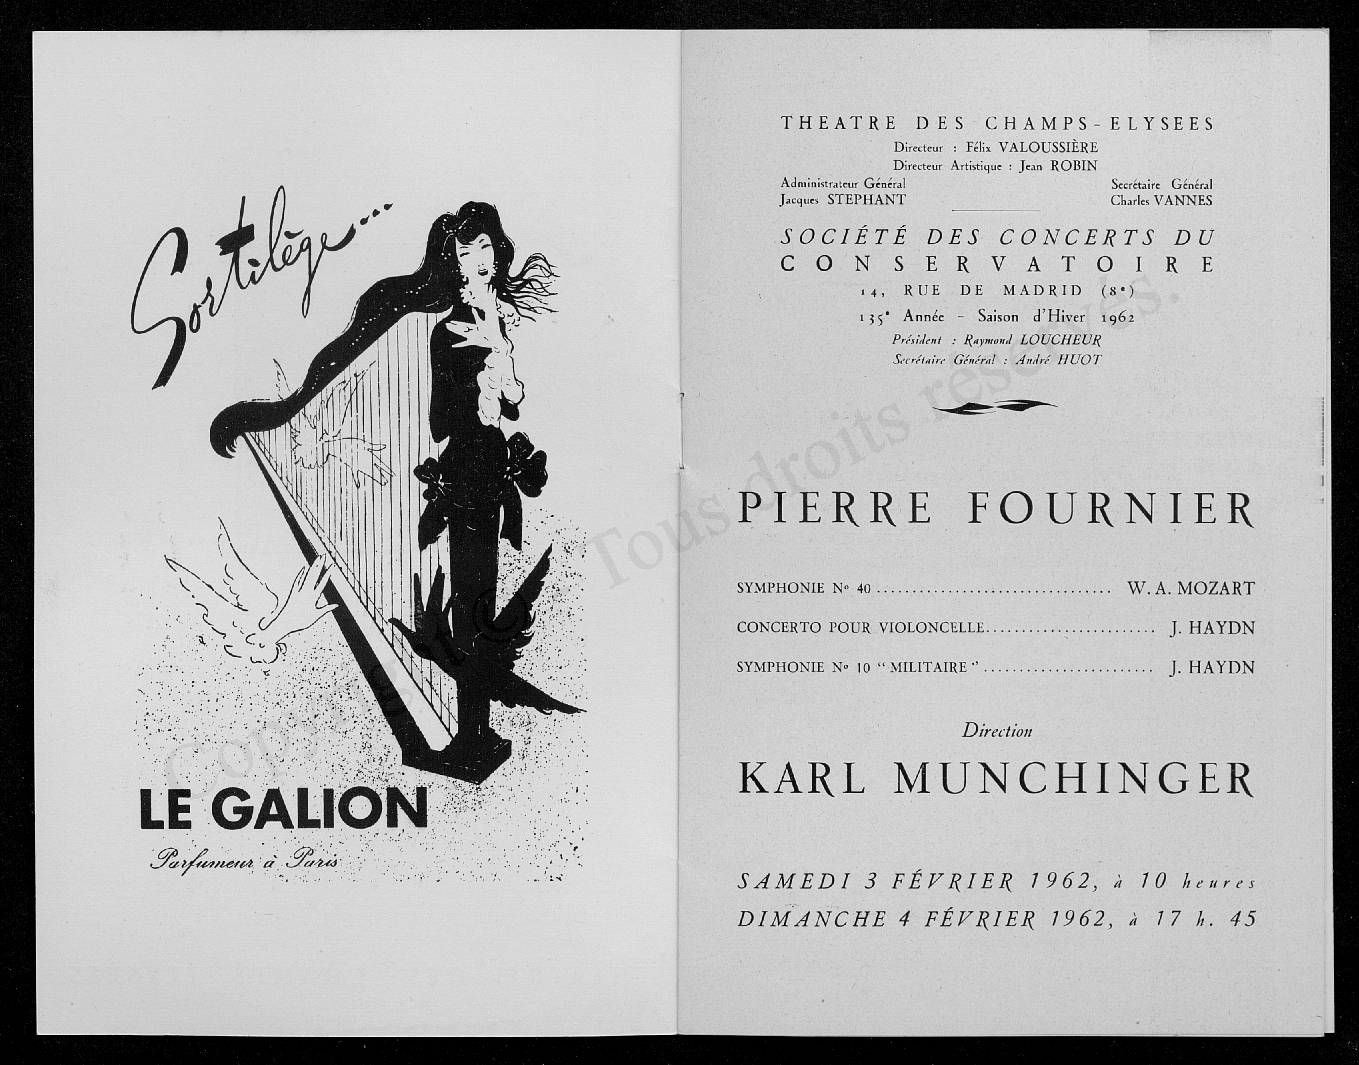 Sortilège...
LE GALION
Parfumeur à Paris
THEATRE DES CHAMPS-ELYSEES
Directeur : Félix VALOUSSIÈRE
Directeur Artistique : Jean ROBIN
Administrateur Général
Jacques STEPHANT
Secrétaire Général
Charles VANNES
SOCIÉTÉ DES CONCERTS DU
CONSERVATOIRE
14, RUE DE MADRID (8e)
135e Année - Saison d'Hiver 1962
Président : Raymond LOUCHEUR
Secrétaire Général : André HUOT
PIERRE FOURNIER
SYMPHONIE No 40 ................................. W. A. MOZART
CONCERTO POUR VIOLONCELLE........................ J. HAYDN
SYMPHONIE No 10 “MILITAIRE” ........................ J. HAYDN
Direction
KARL MUNCHINGER
SAMEDI 3 FÉVRIER 1962, à 10 heures
DIMANCHE 4 FÉVRIER 1962, à 17 h. 45
Copyright © Tous droits reservés.